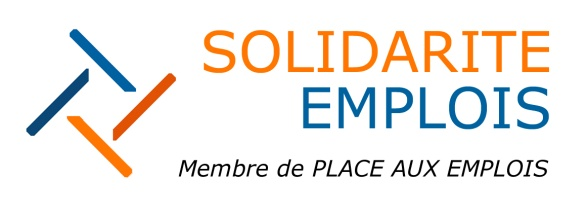 SOLIDARITE
EMPLOIS
Membre de PLACE AUX EMPLOIS